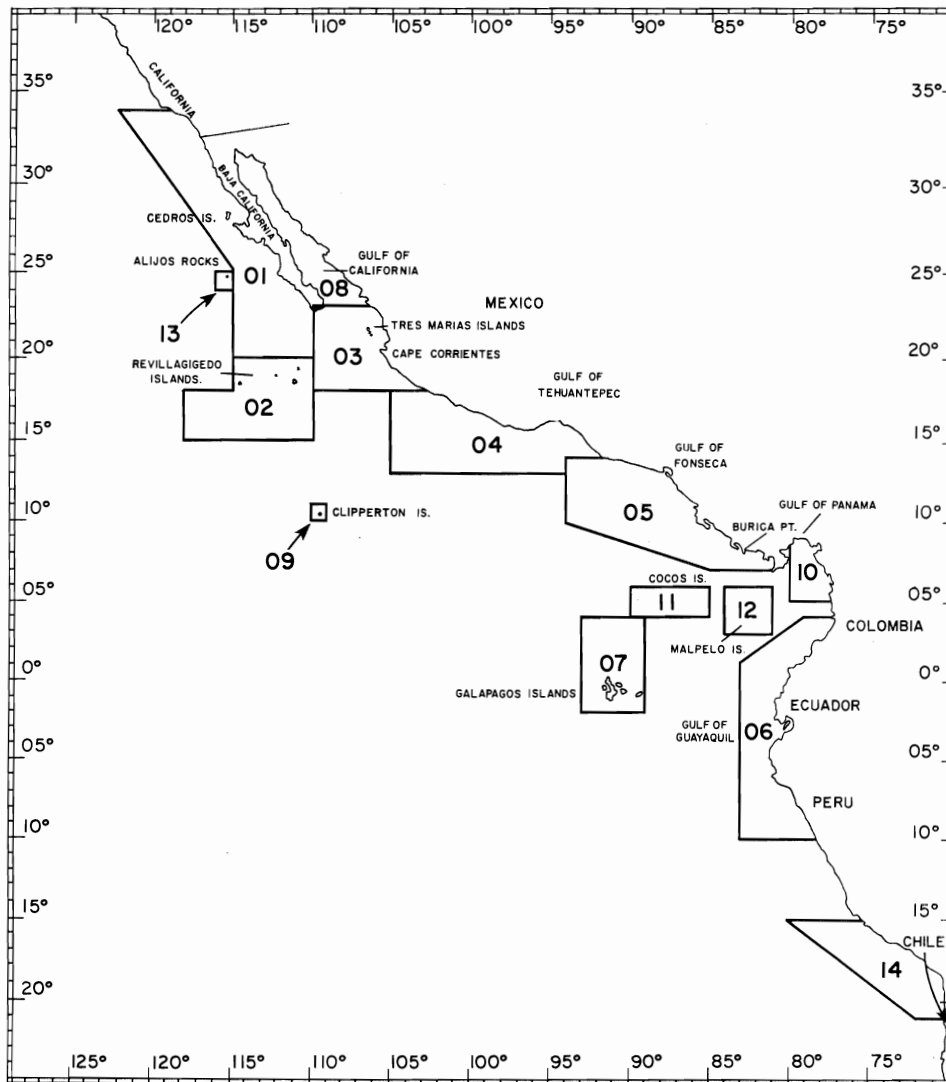 125° 120° 115° 110° 105° 100° 95° 90° 85° 80° 75°
CALIFORNIA
35° 35°
30° 30°
BAJA CALIFORNIA
CEDROS IS.
ALIJOS ROCKS
GULF OF
CALIFORNIA
25° 25°
01
08
13
MEXICO
TRES MARIAS ISLANDS
03
CAPE CORRIENTES
20° 20°
REVILLAGIGEDO
ISLANDS.
02
GULF OF
TEHUANTEPEC
15° 15°
04
GULF OF
FONSECA
CLIPPERTON IS.
09
10° 10°
05
GULF OF PANAMA
BURICA PT.
10
COCOS IS.
11
12
05° 05°
COLOMBIA
MALPELO IS.
07
0° 0°
GALAPAGOS ISLANDS
ECUADOR
GULF OF
GUAYAQUIL
06
05° 05°
PERU
10° 10°
15° 15°
CHILE
14
20° 20°
125° 120° 115° 110° 105° 100° 95° 90° 85° 80° 75°